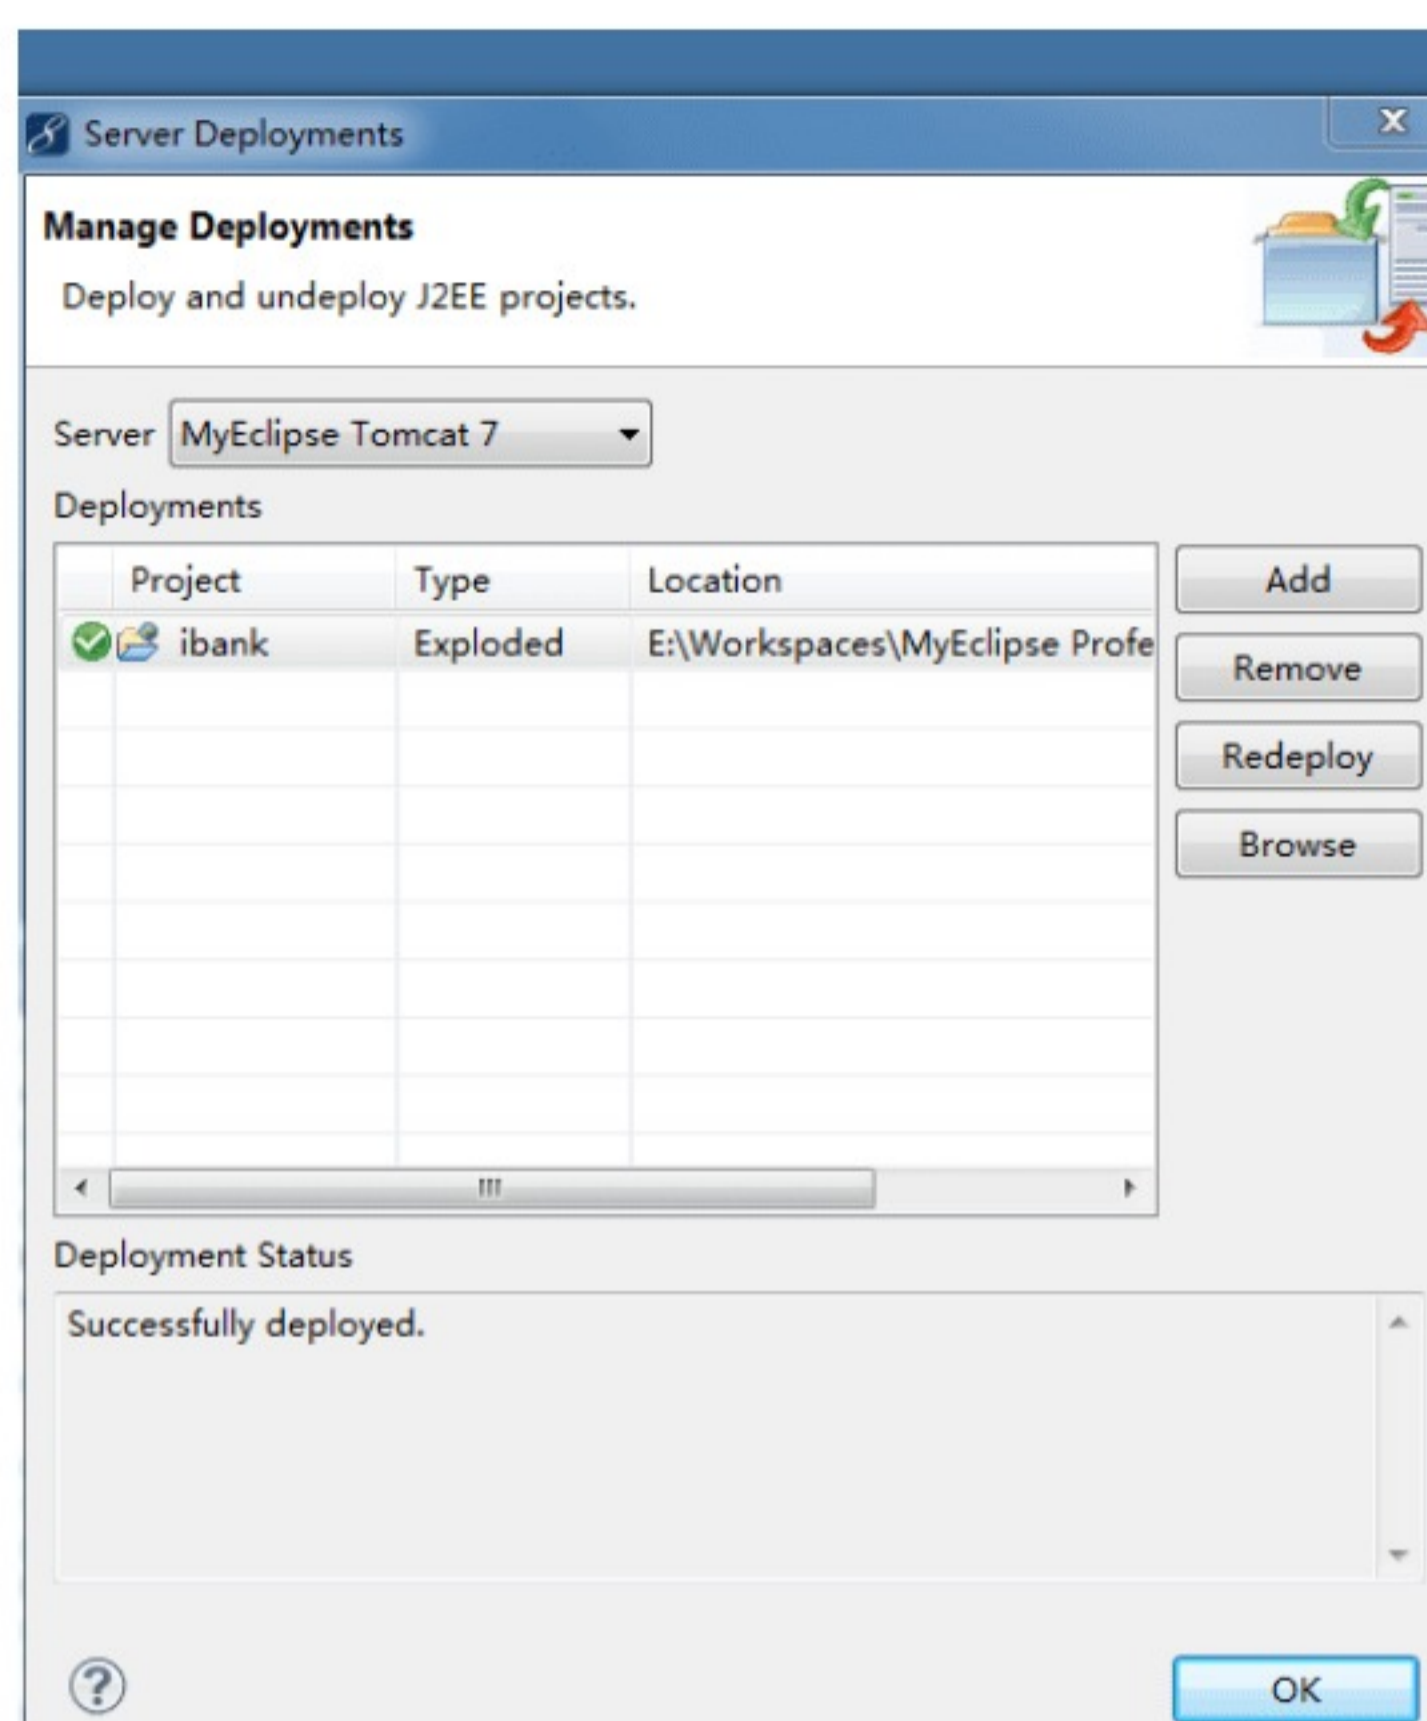 Server Deployments
Manage Deployments
Deploy and undeploy J2EE projects.
Server MyEclipse Tomcat 7
Deployments
Project Type Location
Add
ibank Exploded E:\Workspaces\MyEclipse Profe
Remove
Redeploy
Browse
Deployment Status
Successfully deployed.
OK